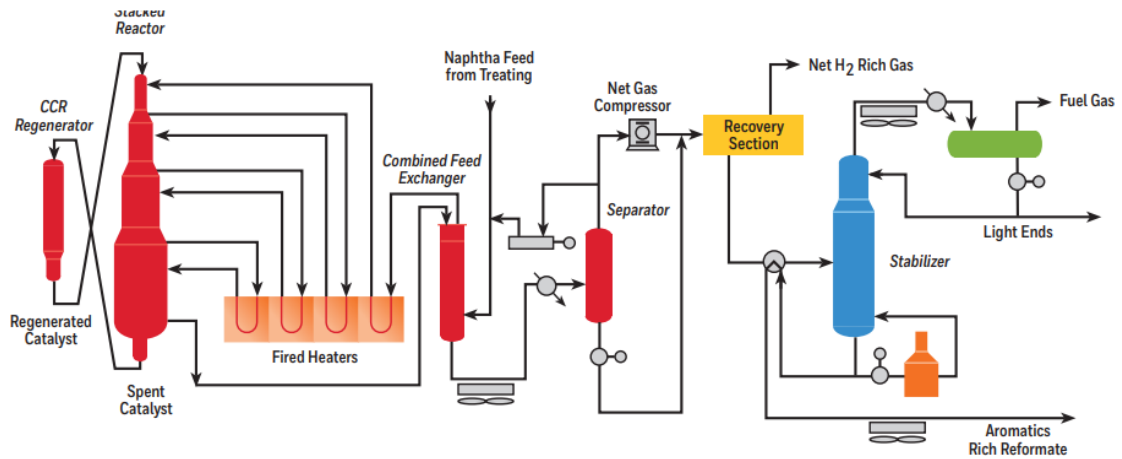 Stacked
Reactor
CCR
Regenerator
Naphtha Feed
from Treating
Combined Feed
Exchanger
Net Gas
Compressor
Net H2 Rich Gas
Recovery
Section
Fuel Gas
Separator
Light Ends
Stabilizer
Regenerated
Catalyst
Fired Heaters
Spent
Catalyst
Aromatics
Rich Reformate